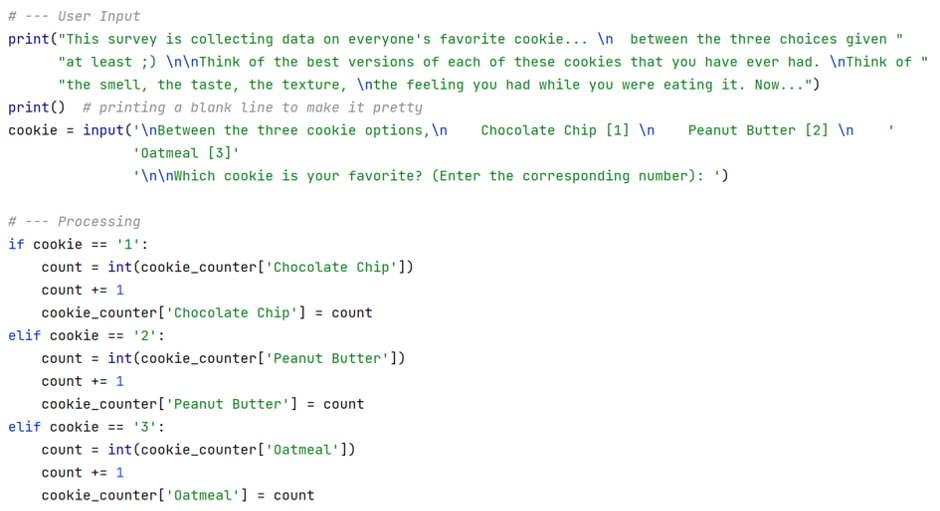 # --- User Input
print("This survey is collecting data on everyone's favorite cookie... \n  between the three choices given "
      "at least ;) \n\nThink of the best versions of each of these cookies that you have ever had. \nThink of "
      "the smell, the taste, the texture, \nthe feeling you had while you were eating it. Now...")
print()  # printing a blank line to make it pretty
cookie = input('\nBetween the three cookie options,\n    Chocolate Chip [1] \n    Peanut Butter [2] \n    '
               'Oatmeal [3]'
               '\n\nWhich cookie is your favorite? (Enter the corresponding number): ')

# --- Processing
if cookie == '1':
    count = int(cookie_counter['Chocolate Chip'])
    count += 1
    cookie_counter['Chocolate Chip'] = count
elif cookie == '2':
    count = int(cookie_counter['Peanut Butter'])
    count += 1
    cookie_counter['Peanut Butter'] = count
elif cookie == '3':
    count = int(cookie_counter['Oatmeal'])
    count += 1
    cookie_counter['Oatmeal'] = count